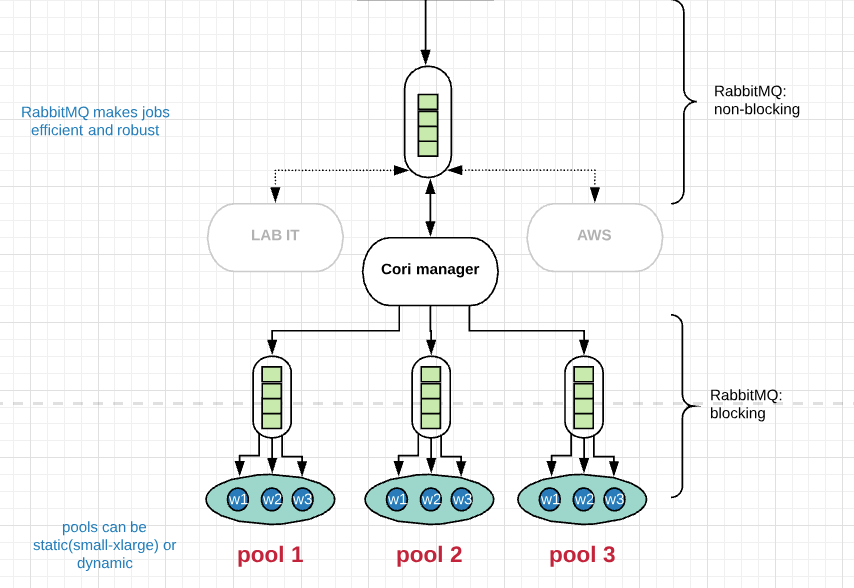 RabbitMQ:
non-blocking
RabbitMQ makes jobs
efficient and robust
LAB IT
AWS
Cori manager
RabbitMQ:
blocking
w1 w2 w3
w1 w2 w3
w1 w2 w3
pools can be
static(small-xlarge) or
dynamic
pool 1
pool 2
pool 3